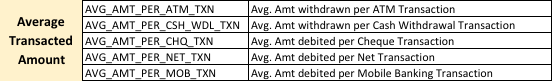 Average
Transacted
Amount
AVG_AMT_PER_ATM_TXN Avg. Amt withdrawn per ATM Transaction
AVG_AMT_PER_CSH_WDL_TXN Avg. Amt withdrawn per Cash Withdrawal Transaction
AVG_AMT_PER_CHQ_TXN Avg. Amt debited per Cheque Transaction
AVG_AMT_PER_NET_TXN Avg. Amt debited per Net Transaction
AVG_AMT_PER_MOB_TXN Avg. Amt debited per Mobile Banking Transaction